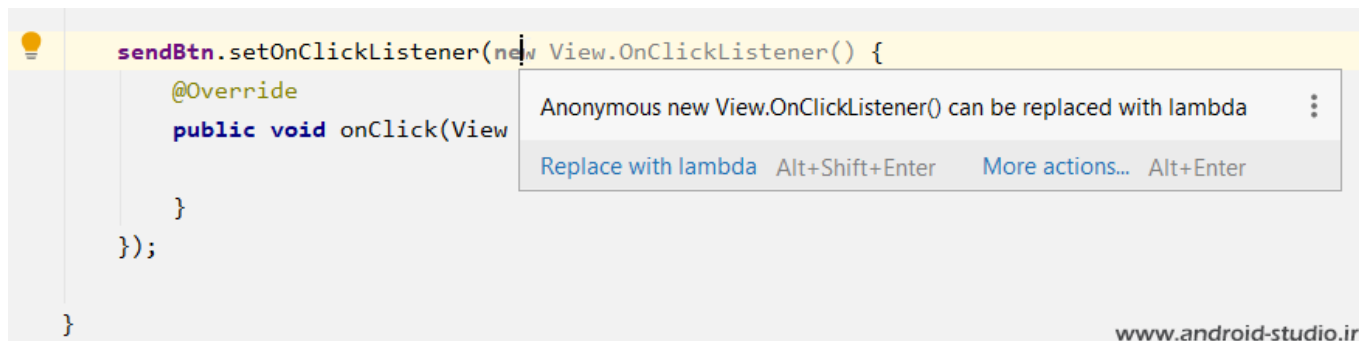 sendBtn.setOnClickListener(new View.OnClickListener() {
@Override
public void onClick(View
Anonymous new View.OnClickListener() can be replaced with lambda
Replace with lambda Alt+Shift+Enter More actions... Alt+Enter
}
});
}
www.android-studio.ir